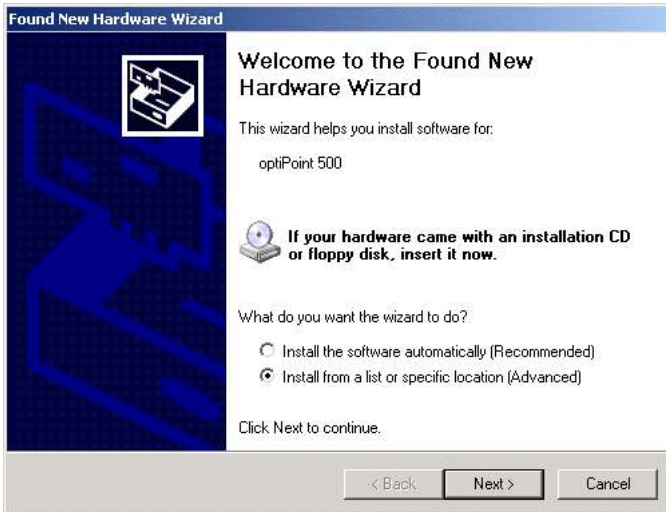 Found New Hardware Wizard
Welcome to the Found New
Hardware Wizard
This wizard helps you install software for:
optiPoint 500
If your hardware came with an installation CD
or floppy disk, insert it now.
What do you want the wizard to do?
Install the software automatically (Recommended)
Install from a list or specific location (Advanced)
Click Next to continue.
< Back
Next >
Cancel